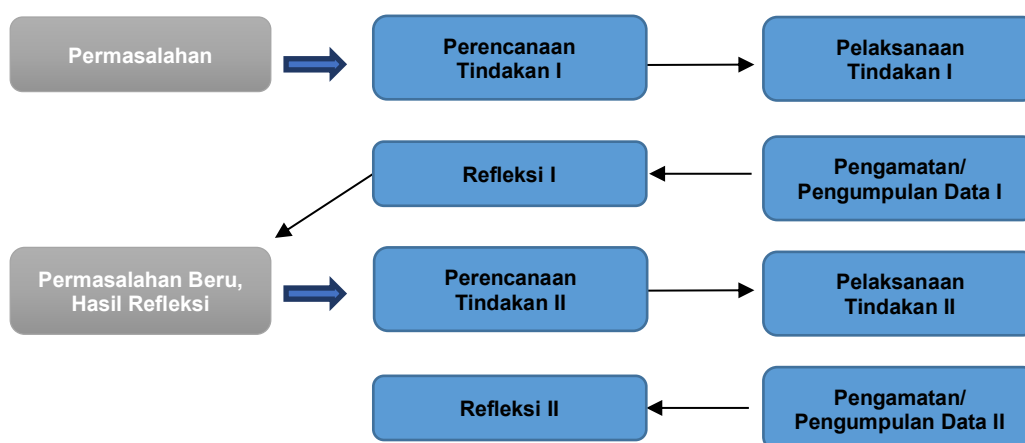 Permasalahan
Perencanaan
Tindakan I
Pelaksanaan
Tindakan I
Refleksi I
Pengamatan/
Pengumpulan Data I
Permasalahan Beru,
Hasil Refleksi
Perencanaan
Tindakan II
Pelaksanaan
Tindakan II
Refleksi II
Pengamatan/
Pengumpulan Data II